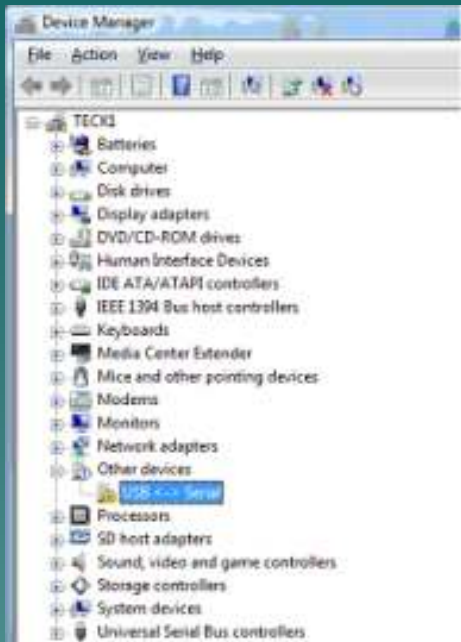 Device Manager
File Action View Help
TECK1
Batteries
Computer
Disk drives
Display adapters
DVD/CD-ROM drives
Human Interface Devices
IDE ATA/ATAPI controllers
IEEE 1394 Bus host controllers
Keyboards
Media Center Extender
Mice and other pointing devices
Modems
Monitors
Network adapters
Other devices
USB <-> Serial
Processors
SD host adapters
Sound, video and game controllers
Storage controllers
System devices
Universal Serial Bus controllers